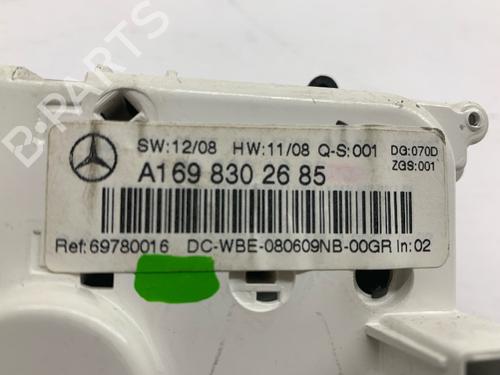 B-PARTS
SW:12/08 HW:11/08 Q-S:001 DG:070D
ZGS:001
A169 830 26 85
Ref:69780016 DC-WBE-080609NB-00GR In:02